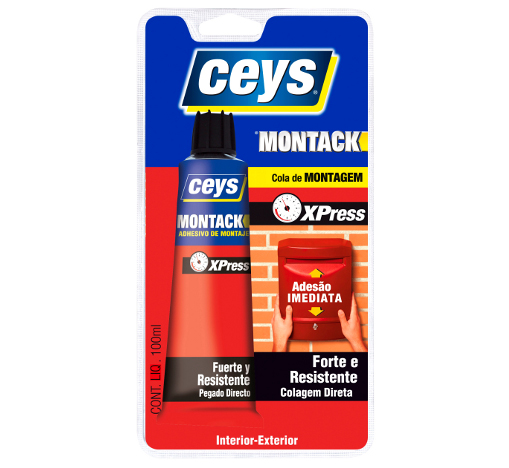 ceys
®
MONTACK
Cola de MONTAGEM
XPress
ceys
MONTACK
ADHESIVO DE MONTAJE
XPress
Adesão
IMEDIATA
Fuerte y
Resistente
Pegado Directo
Forte e
Resistente
Colagem Direta
CONT. LIQ. 100ml
Interior-Exterior